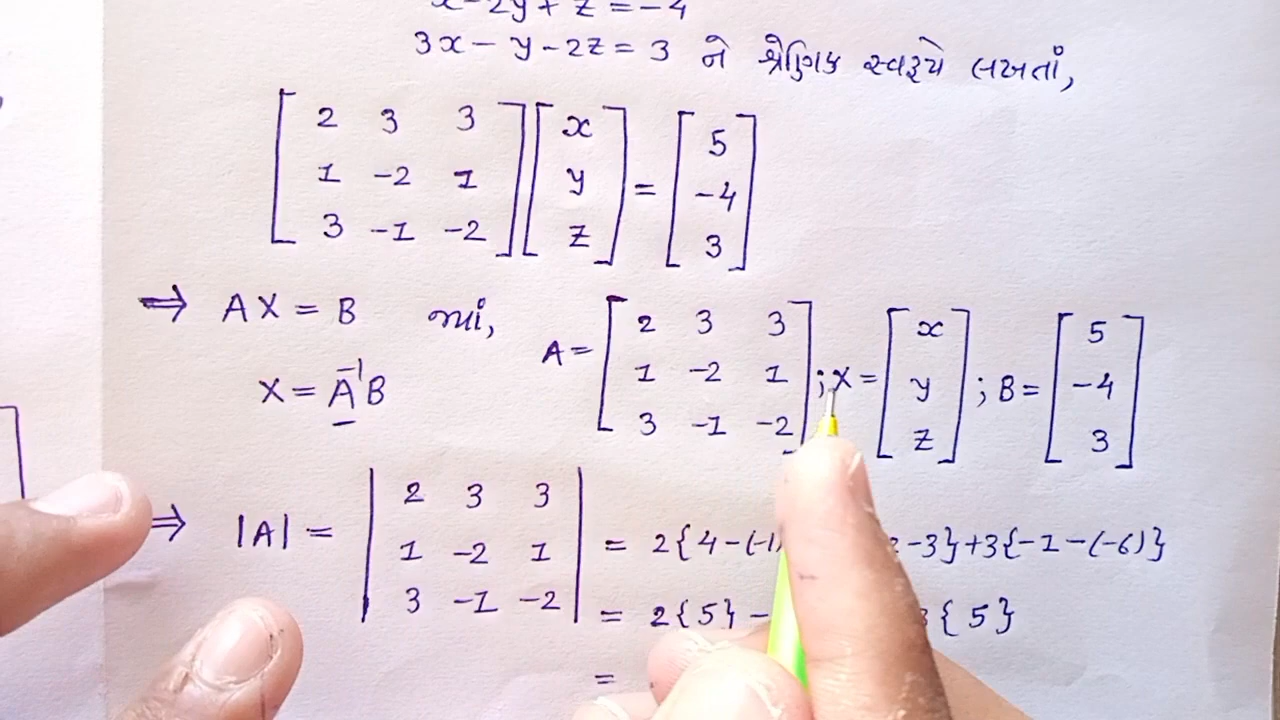 x-2y+z=-4
3x-y-2z=3 ને શ્રેણિક સ્વરૂપે લખતાં,
[2 3 3; 1 -2 1; 3 -1 -2] [x; y; z] = [5; -4; 3]
⇒ AX = B જ્યાં, A = [2 3 3; 1 -2 1; 3 -1 -2] ; X = [x; y; z] ; B = [5; -4; 3]
X = A⁻¹B
⇒ |A| = |2 3 3; 1 -2 1; 3 -1 -2| = 2{4-(-1) -3}+3{-1-(-6)}
= 2{5}- {5}
=